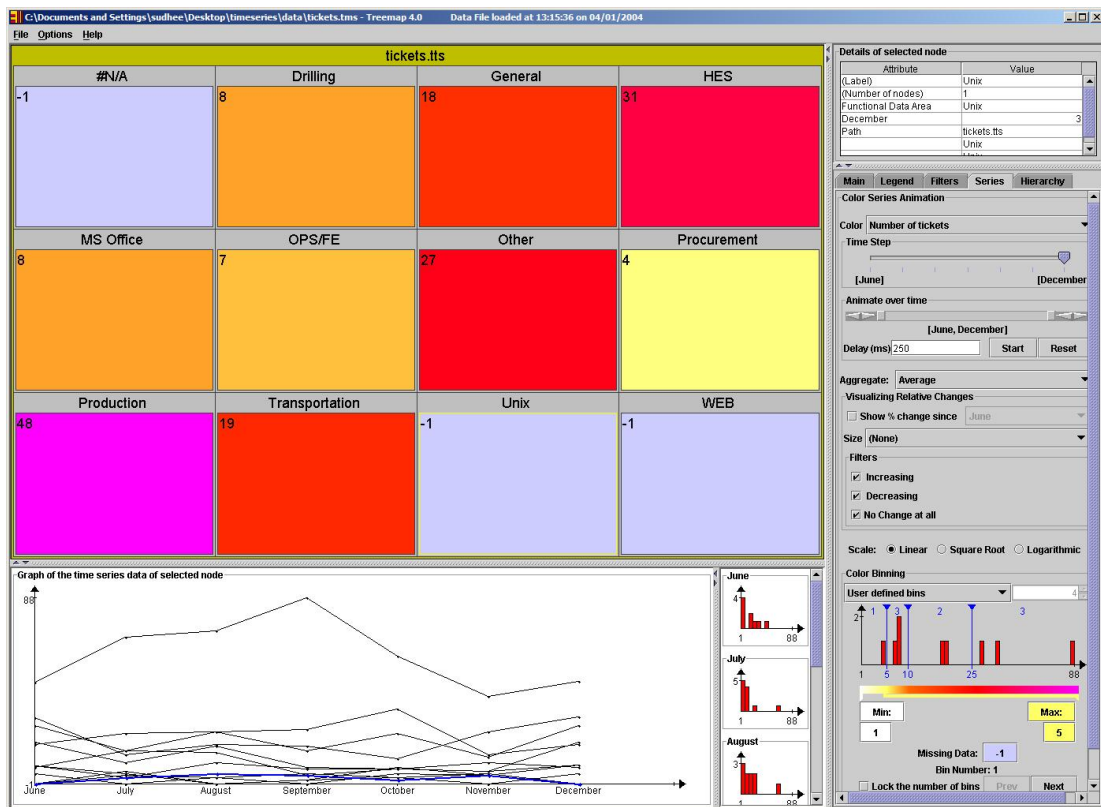 C:\Documents and Settings\sudhee\Desktop\timeseries\data\tickets.tms - Treemap 4.0 Data File loaded at 13:15:36 on 04/01/2004
File Options Help
tickets.tts
#N/A Drilling General HES
-1 8 18 31
MS Office OPS/FE Other Procurement
8 7 27 4
Production Transportation Unix WEB
48 19 -1 -1
Graph of the time series data of selected node
88
1
June July August September October November December
June
4
1 88
July
5
1 88
August
3
1 88
Details of selected node
Attribute Value
(Label) Unix
(Number of nodes) 1
Functional Data Area Unix
December 3
Path tickets.tts
Unix
Unix
Main Legend Filters Series Hierarchy
Color Series Animation
Color Number of tickets
Time Step
[June] [December]
Animate over time
[June, December]
Delay (ms) 250 Start Reset
Aggregate: Average
Visualizing Relative Changes
Show % change since June
Size (None)
Filters
Increasing
Decreasing
No Change at all
Scale: Linear Square Root Logarithmic
Color Binning
User defined bins 4
2 1 3 2 3
1 5 10 25 88
Min: Max:
1 5
Missing Data: -1
Bin Number: 1
Lock the number of bins Prev Next